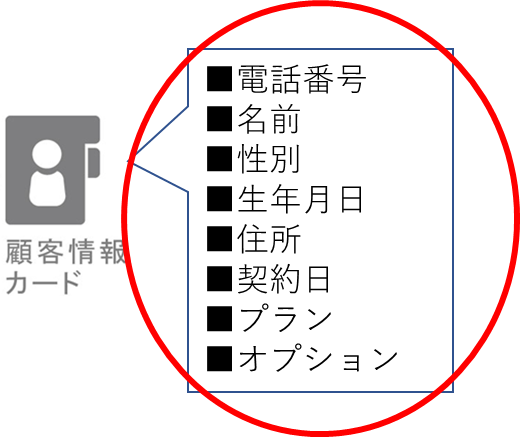 ■電話番号
■名前
■性別
■生年月日
■住所
■契約日
■プラン
■オプション
顧客情報
カード